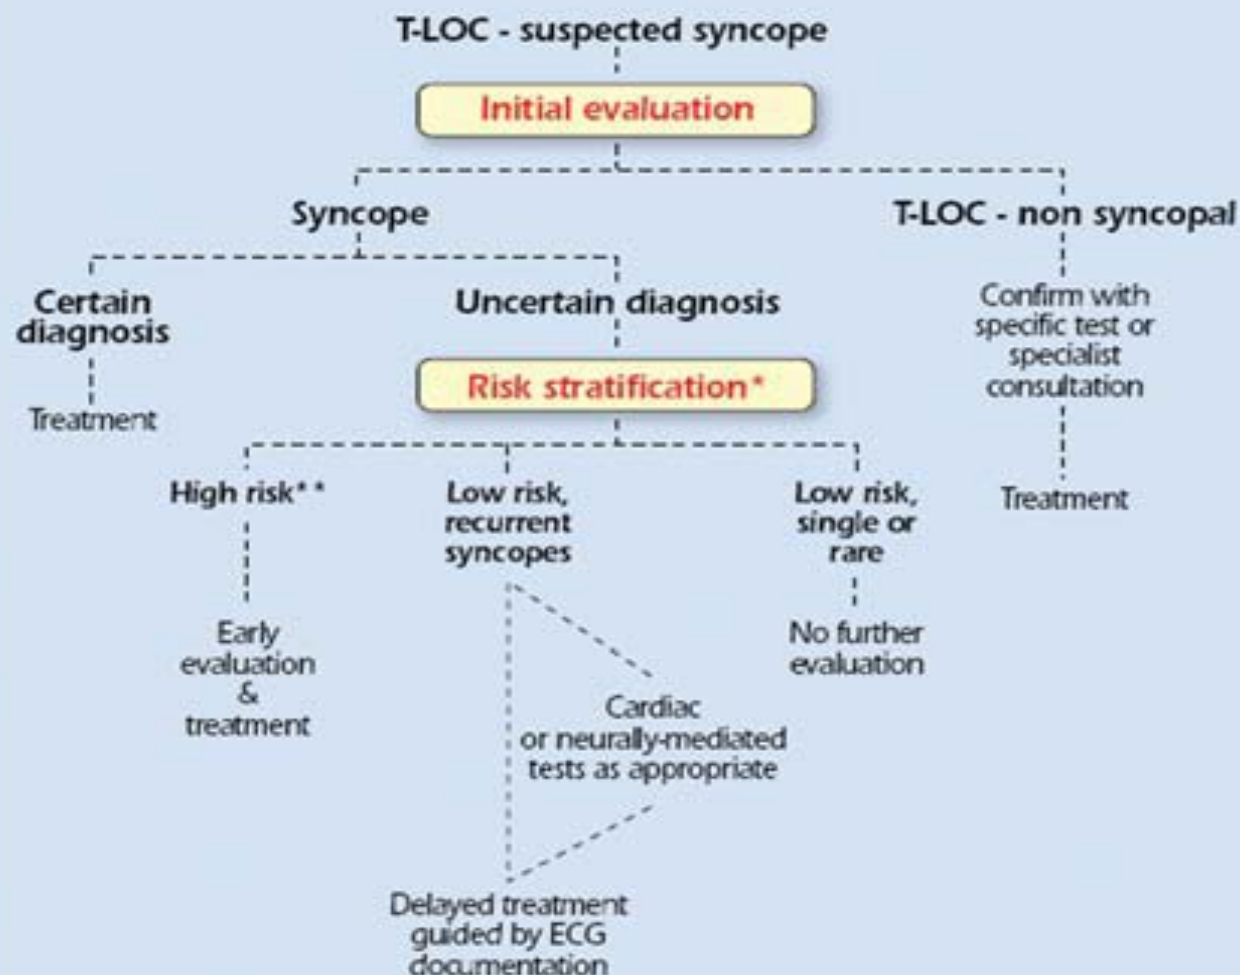 T-LOC - suspected syncope
Initial evaluation
Syncope
T-LOC - non syncopal
Certain
diagnosis
Treatment
Uncertain diagnosis
Confirm with
specific test or
specialist
consultation
Treatment
Risk stratification*
High risk**
Early
evaluation
&
treatment
Low risk,
recurrent
syncopes
Cardiac
or neurally-mediated
tests as appropriate
Delayed treatment
guided by ECG
documentation
Low risk,
single or
rare
No further
evaluation